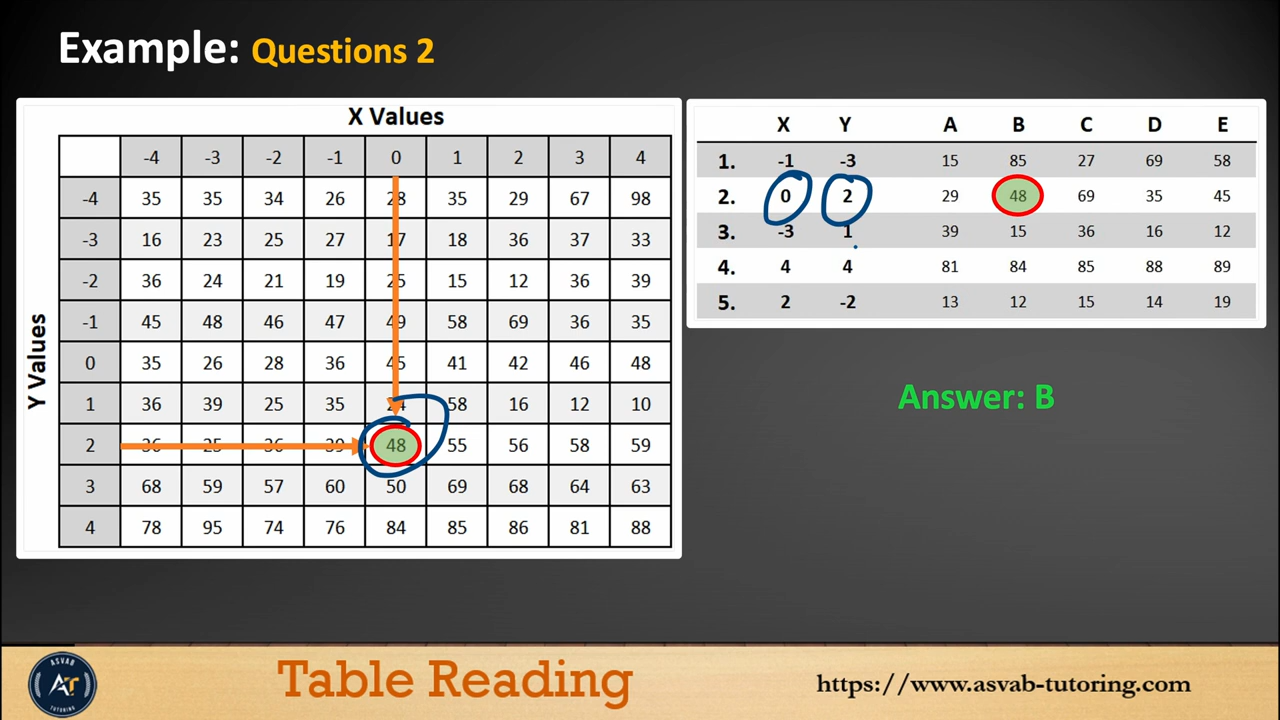 Example: Questions 2
X Values
-4 -3 -2 -1 0 1 2 3 4
-4 35 35 34 26 28 35 29 67 98
-3 16 23 25 27 17 18 36 37 33
-2 36 24 21 19 25 15 12 36 39
-1 45 48 46 47 49 58 69 36 35
0 35 26 28 36 45 41 42 46 48
1 36 39 25 35 24 58 16 12 10
2 36 25 36 39 48 55 56 58 59
3 68 59 57 60 50 69 68 64 63
4 78 95 74 76 84 85 86 81 88
Y Values
X Y A B C D E
1. -1 -3 15 85 27 69 58
2. 0 2 29 48 69 35 45
3. -3 1 39 15 36 16 12
4. 4 4 81 84 85 88 89
5. 2 -2 13 12 15 14 19
Answer: B
ASVAB
AT
TUTORING
Table Reading
https://www.asvab-tutoring.com